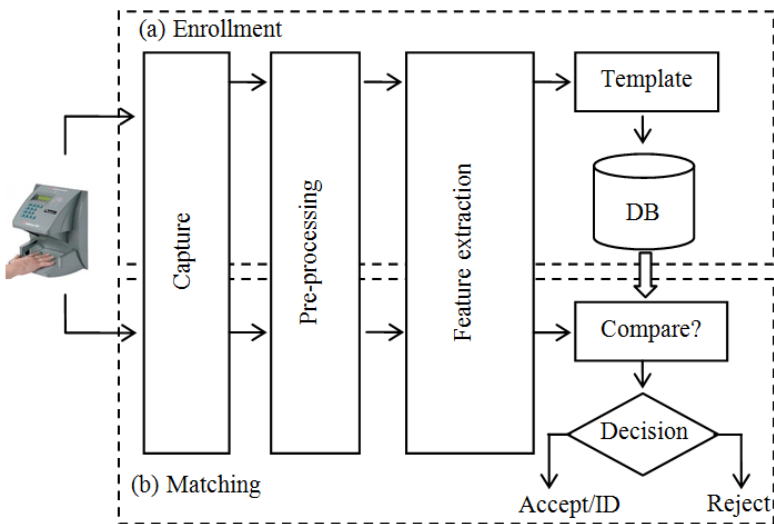 (a) Enrollment
Capture
Pre-processing
Feature extraction
Template
DB
Compare?
Decision
Accept/ID
Reject
(b) Matching